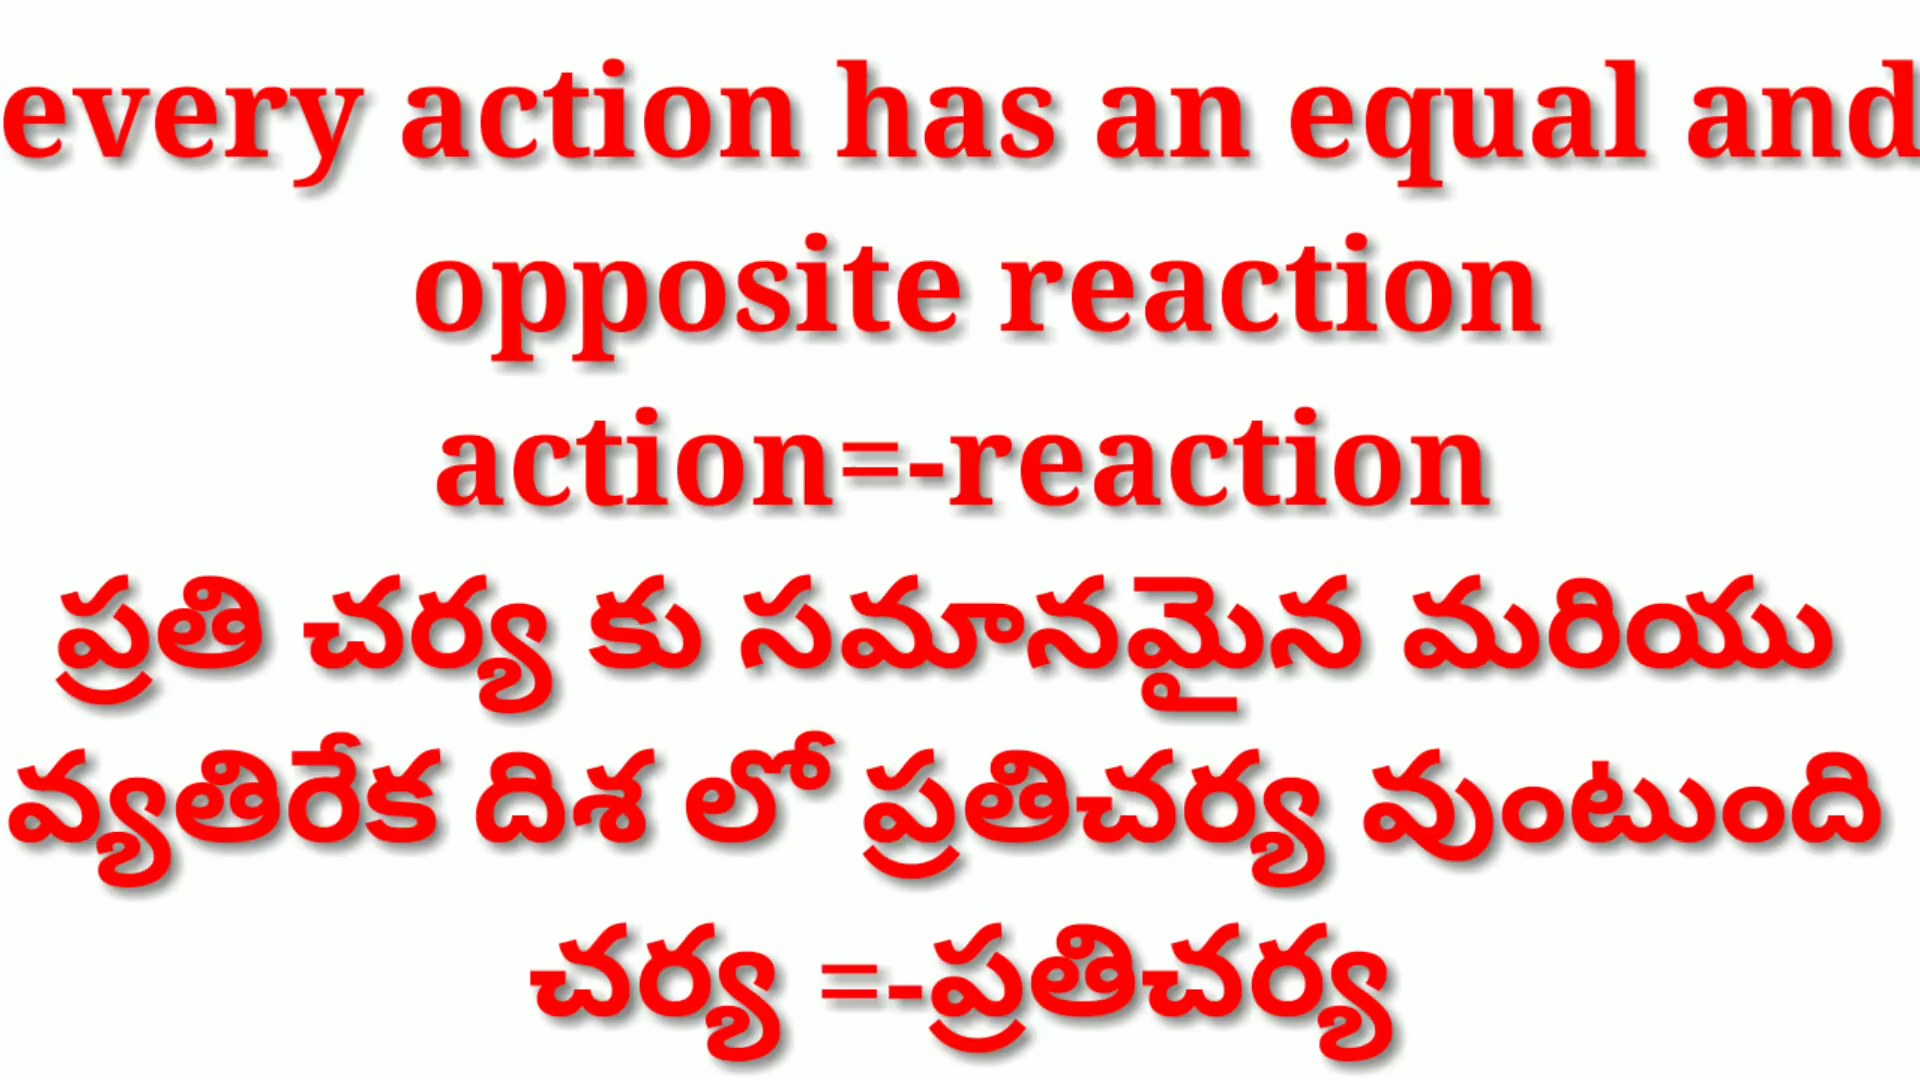 every action has an equal and
opposite reaction
action=-reaction
ప్రతి చర్య కు సమానమైన మరియు
వ్యతిరేక దిశ లో ప్రతిచర్య వుంటుంది
చర్య =-ప్రతిచర్య